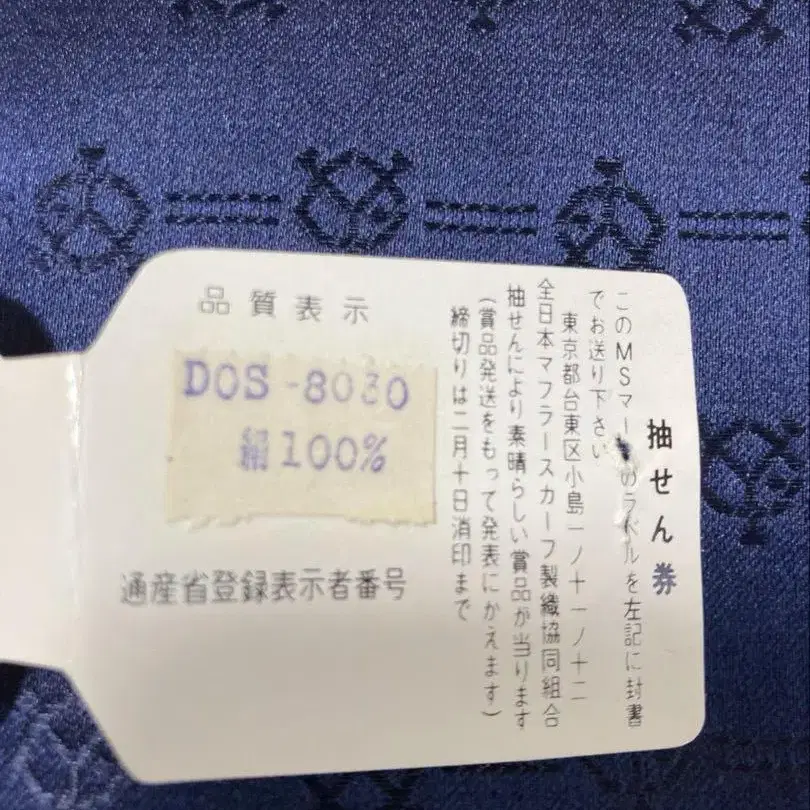 品質表示
DOS-8030
絹100%
通産省登録表示者番号
抽せん券
このMSマークのラベルを左記に封書
でお送り下さい
東京都台東区小島一ノ十一ノ十二
全日本マフラースカーフ製織協同組合
抽せんにより素晴らしい賞品が当ります
(賞品発送をもって発表にかえます)
締切りは二月十日消印まで